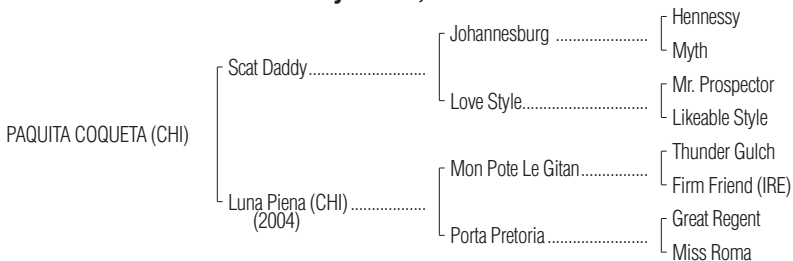 Hennessy
Johannesburg ......................
Myth
Scat Daddy............................
Mr. Prospector
Love Style..............................
Likeable Style
PAQUITA COQUETA (CHI)
Thunder Gulch
Mon Pote Le Gitan................
Firm Friend (IRE)
Luna Piena (CHI) ..................
(2004)
Great Regent
Porta Pretoria ........................
Miss Roma